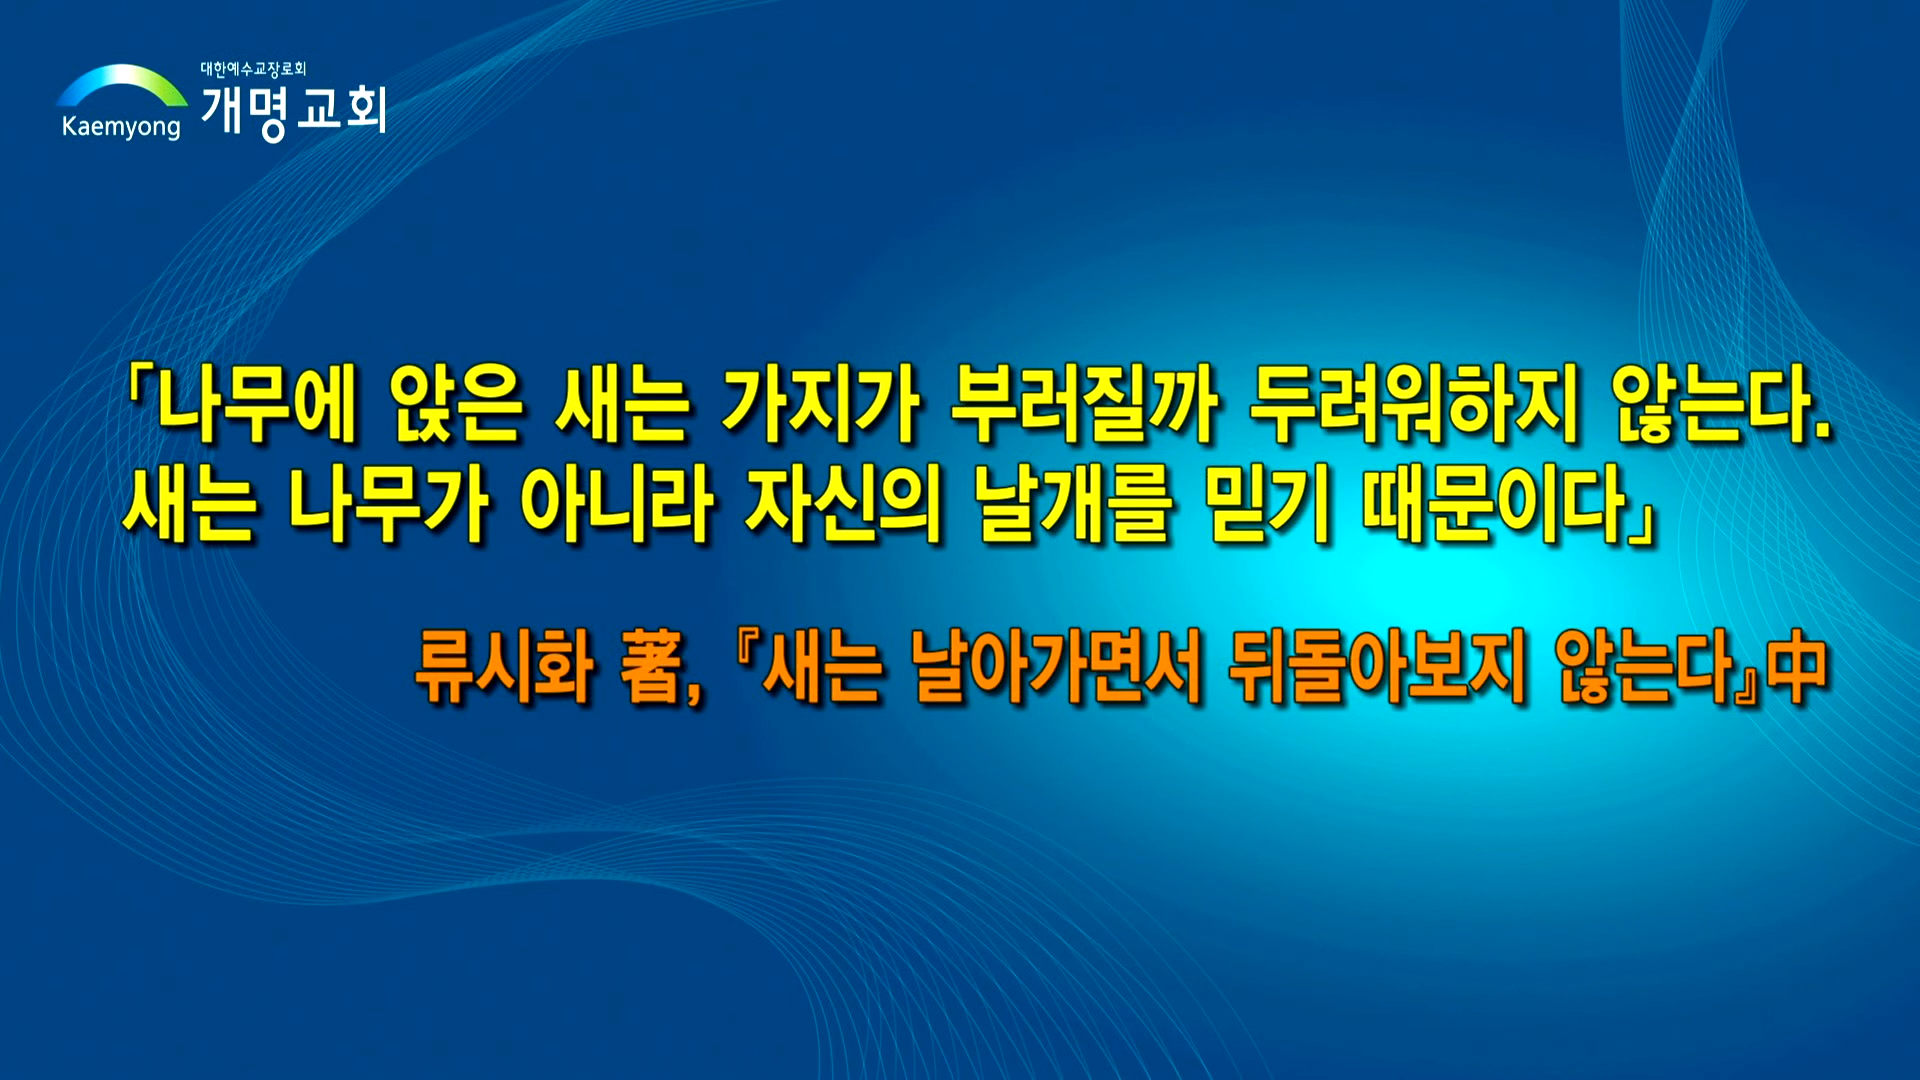 대한예수교장로회
Kaemyong 개명교회
「나무에 앉은 새는 가지가 부러질까 두려워하지 않는다.
새는 나무가 아니라 자신의 날개를 믿기 때문이다」
류시화 著, 『새는 날아가면서 뒤돌아보지 않는다』中